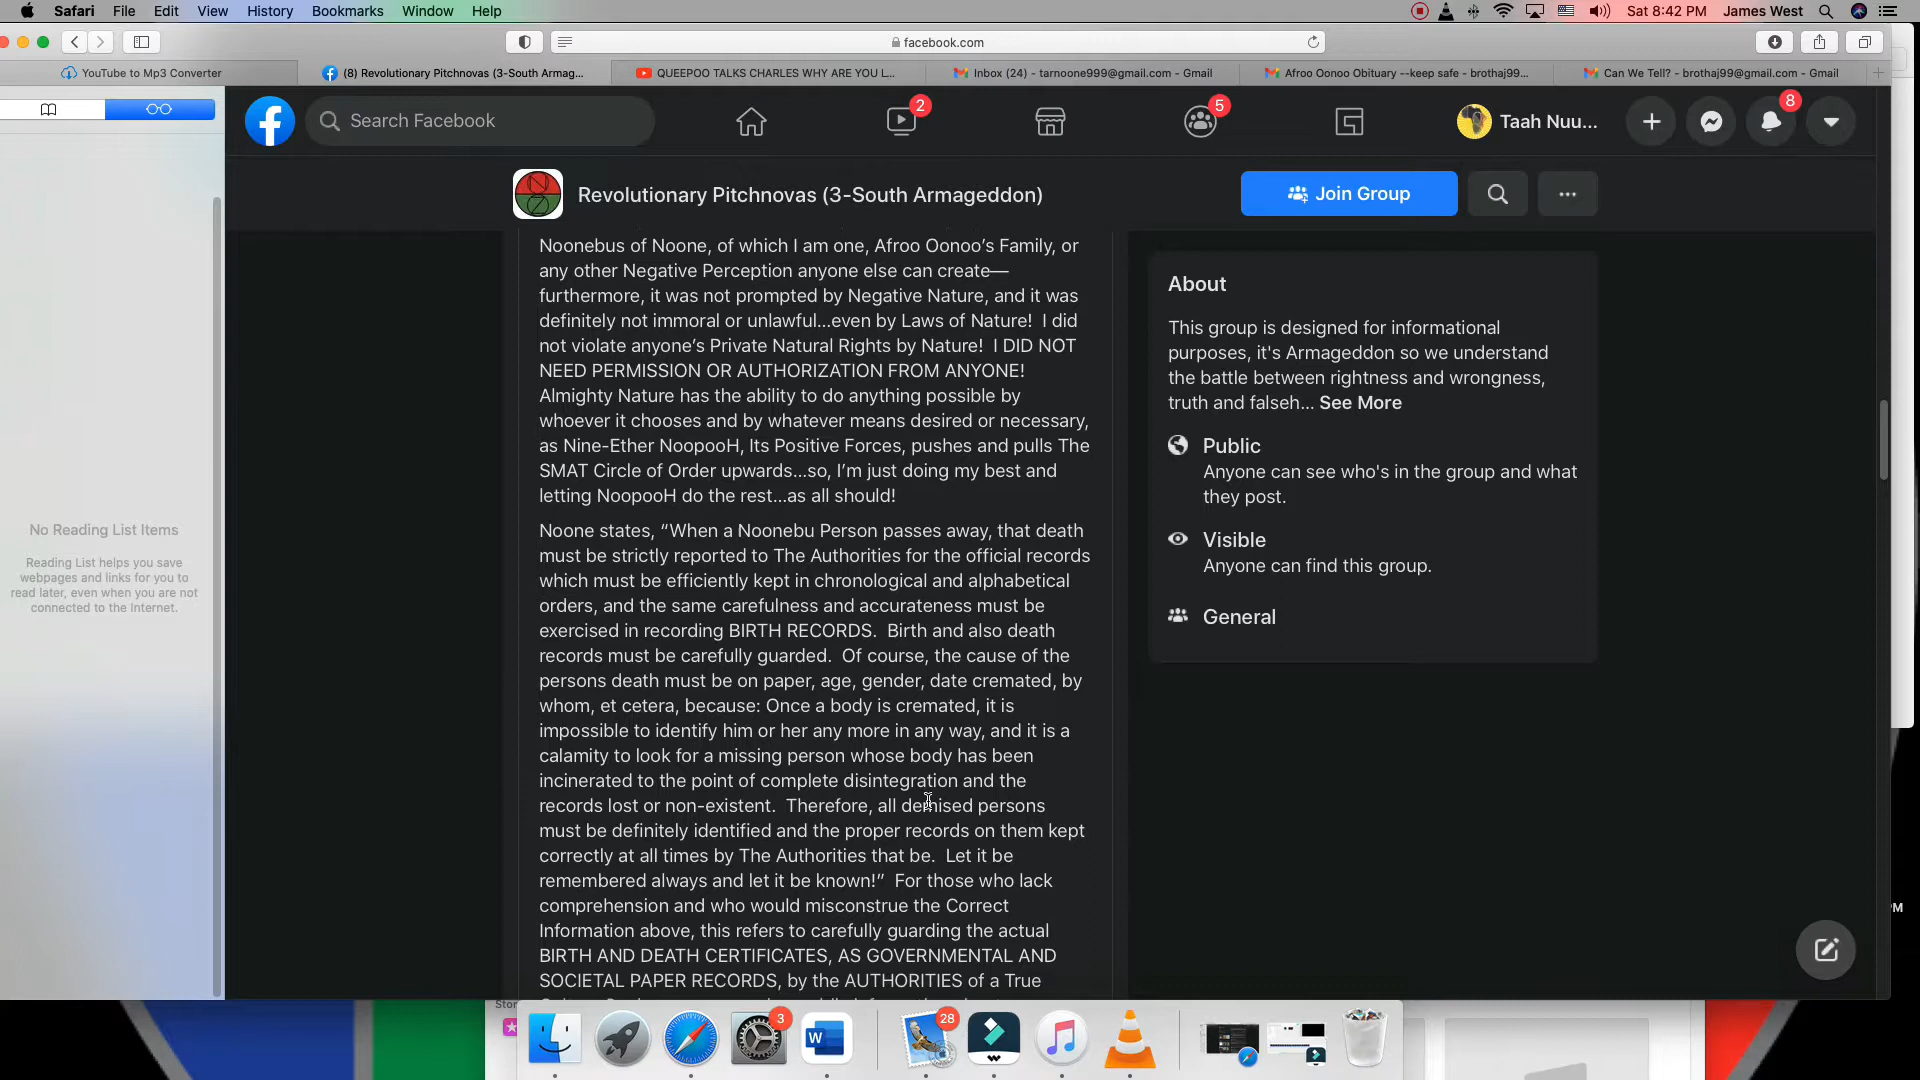 Safari File Edit View History Bookmarks Window Help Sat 8:42 PM James West
facebook.com
YouTube to Mp3 Converter
(8) Revolutionary Pitchnovas (3-South Armag...
QUEEPOO TALKS CHARLES WHY ARE YOU L...
Inbox (24) - tarnoone999@gmail.com - Gmail
Afroo Oonoo Obituary --keep safe - brothaj99...
Can We Tell? - brothaj99@gmail.com - Gmail
Search Facebook
2
5
Taah Nuu...
8
Revolutionary Pitchnovas (3-South Armageddon)
Join Group
Noonebus of Noone, of which I am one, Afroo Oonoo’s Family, or
any other Negative Perception anyone else can create—
furthermore, it was not prompted by Negative Nature, and it was
definitely not immoral or unlawful...even by Laws of Nature! I did
not violate anyone’s Private Natural Rights by Nature! I DID NOT
NEED PERMISSION OR AUTHORIZATION FROM ANYONE!
Almighty Nature has the ability to do anything possible by
whoever it chooses and by whatever means desired or necessary,
as Nine-Ether NoopooH, Its Positive Forces, pushes and pulls The
SMAT Circle of Order upwards...so, I’m just doing my best and
letting NoopooH do the rest...as all should!
Noone states, “When a Noonebu Person passes away, that death
must be strictly reported to The Authorities for the official records
which must be efficiently kept in chronological and alphabetical
orders, and the same carefulness and accurateness must be
exercised in recording BIRTH RECORDS. Birth and also death
records must be carefully guarded. Of course, the cause of the
persons death must be on paper, age, gender, date cremated, by
whom, et cetera, because: Once a body is cremated, it is
impossible to identify him or her any more in any way, and it is a
calamity to look for a missing person whose body has been
incinerated to the point of complete disintegration and the
records lost or non-existent. Therefore, all demised persons
must be definitely identified and the proper records on them kept
correctly at all times by The Authorities that be. Let it be
remembered always and let it be known!” For those who lack
comprehension and who would misconstrue the Correct
Information above, this refers to carefully guarding the actual
BIRTH AND DEATH CERTIFICATES, AS GOVERNMENTAL AND
SOCIETAL PAPER RECORDS, by the AUTHORITIES of a True
About
This group is designed for informational
purposes, it's Armageddon so we understand
the battle between rightness and wrongness,
truth and falseh... See More
Public
Anyone can see who's in the group and what
they post.
Visible
Anyone can find this group.
General
No Reading List Items
Reading List helps you save
webpages and links for you to
read later, even when you are not
connected to the Internet.
PM
Stor
3
28